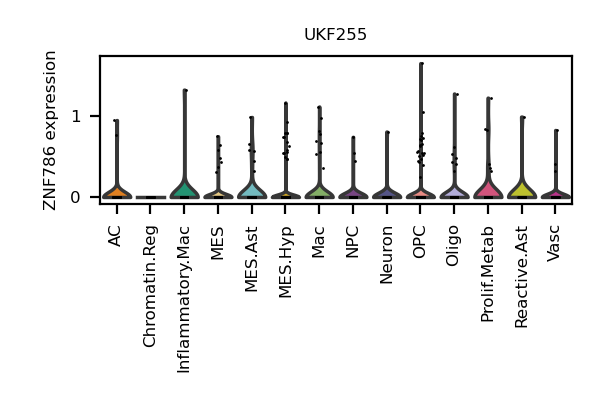 UKF255
ZNF786 expression
1
0
AC
Chromatin.Reg
Inflammatory.Mac
MES
MES.Ast
MES.Hyp
Mac
NPC
Neuron
OPC
Oligo
Prolif.Metab
Reactive.Ast
Vasc